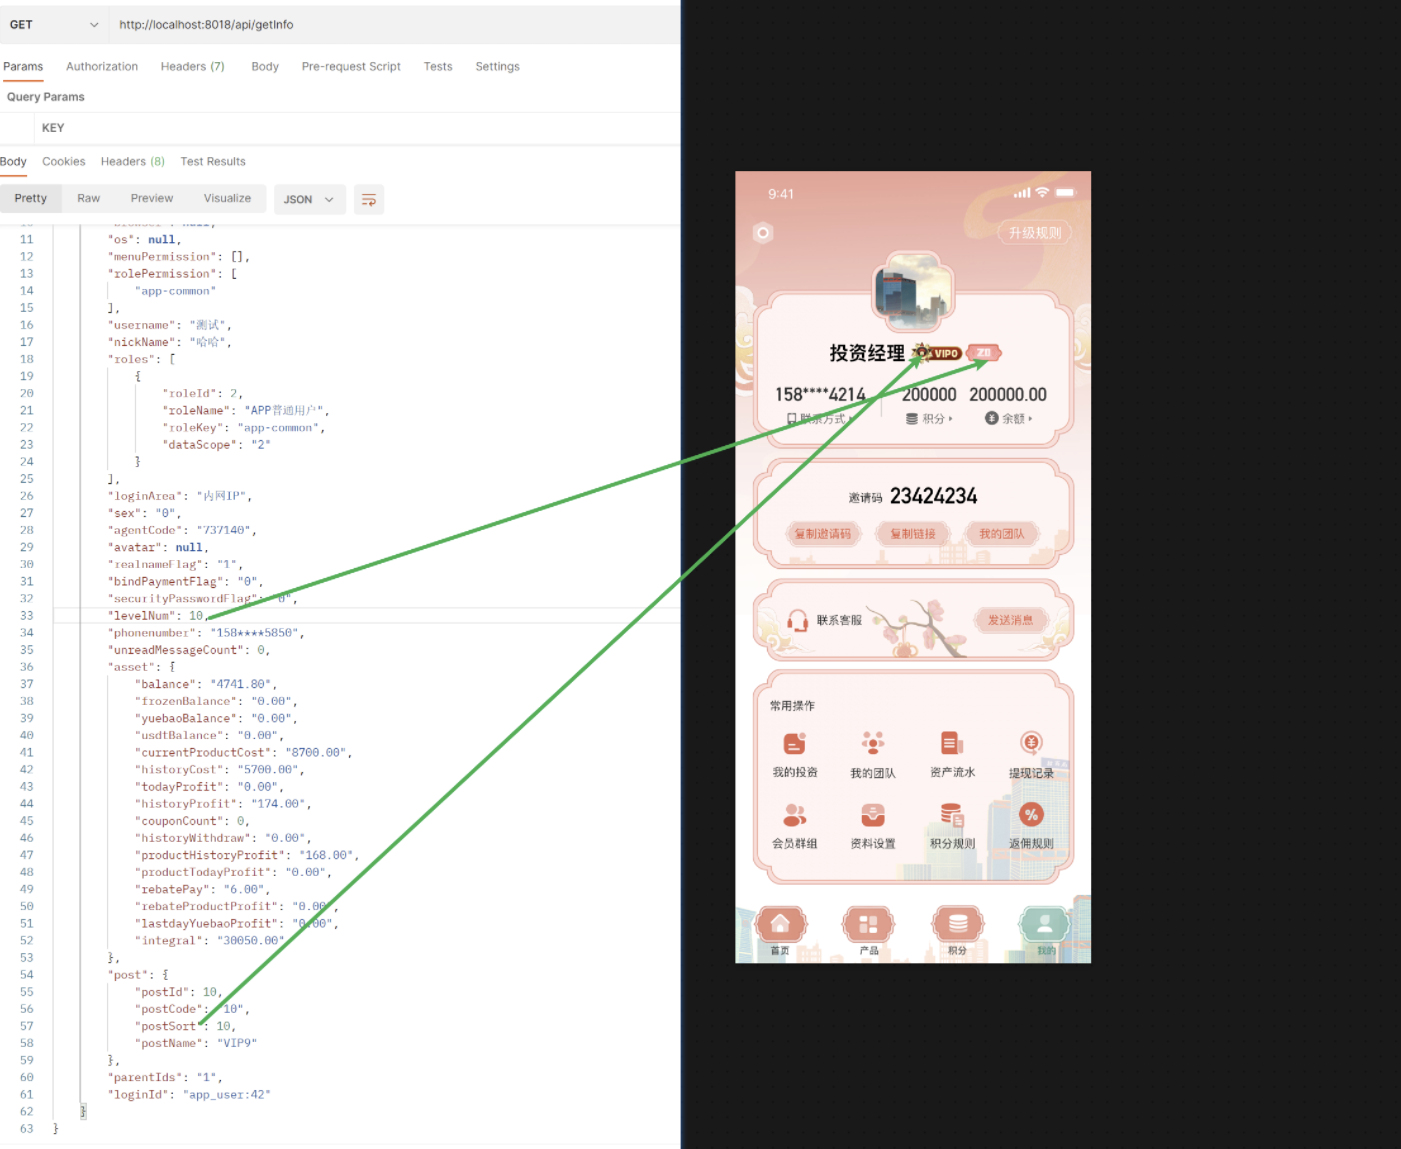 GET
http://localhost:8018/api/getInfo
Params Authorization Headers (7) Body Pre-request Script Tests Settings
Query Params
KEY
Body Cookies Headers (8) Test Results
Pretty Raw Preview Visualize JSON
11 "os": null,
12 "menuPermission": [],
13 "rolePermission": [
14 "app-common"
15 ],
16 "username": "测试",
17 "nickName": "哈哈",
18 "roles": [
19 {
20 "roleId": 2,
21 "roleName": "APP普通用户",
22 "roleKey": "app-common",
23 "dataScope": "2"
24 }
25 ],
26 "loginArea": "内网IP",
27 "sex": "0",
28 "agentCode": "737140",
29 "avatar": null,
30 "realnameFlag": "1",
31 "bindPaymentFlag": "0",
32 "securityPasswordFlag": "0",
33 "levelNum": 10,
34 "phonenumber": "158****5850",
35 "unreadMessageCount": 0,
36 "asset": {
37 "balance": "4741.80",
38 "frozenBalance": "0.00",
39 "yuebaoBalance": "0.00",
40 "usdtBalance": "0.00",
41 "currentProductCost": "8700.00",
42 "historyCost": "5700.00",
43 "todayProfit": "0.00",
44 "historyProfit": "174.00",
45 "couponCount": 0,
46 "historyWithdraw": "0.00",
47 "productHistoryProfit": "168.00",
48 "productTodayProfit": "0.00",
49 "rebatePay": "6.00",
50 "rebateProductProfit": "0.00",
51 "lastdayYuebaoProfit": "0.00",
52 "integral": "30050.00"
53 },
54 "post": {
55 "postId": 10,
56 "postCode": "10",
57 "postSort": 10,
58 "postName": "VIP9"
59 },
60 "parentIds": "1",
61 "loginId": "app_user:42"
62 }
63 }
9:41
升级规则
投资经理 VIP0 Z0
158****4214 200000 200000.00
联系方式 积分 余额
邀请码 23424234
复制邀请码 复制链接 我的团队
联系客服 发送消息
常用操作
我的投资 我的团队 资产流水 提现记录
会员群组 资料设置 积分规则 返佣规则
首页 产品 积分 我的